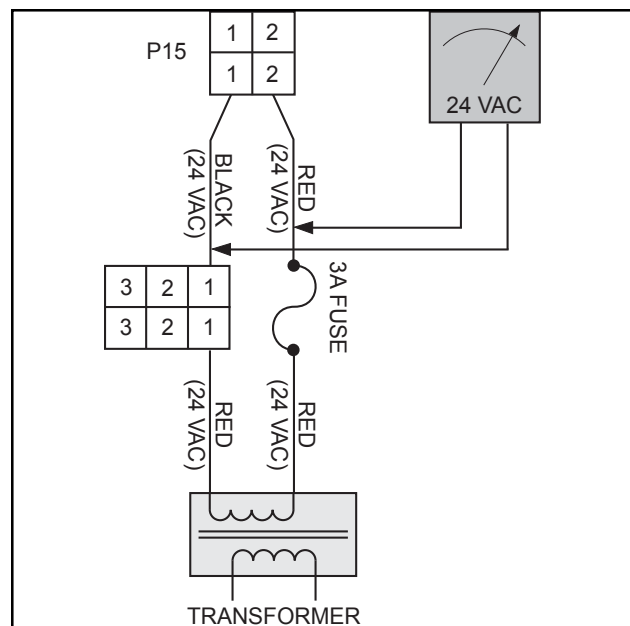 P15
1 2
1 2
24 VAC
BLACK
(24 VAC)
RED
(24 VAC)
3 2 1
3 2 1
3A FUSE
RED
(24 VAC)
RED
(24 VAC)
TRANSFORMER